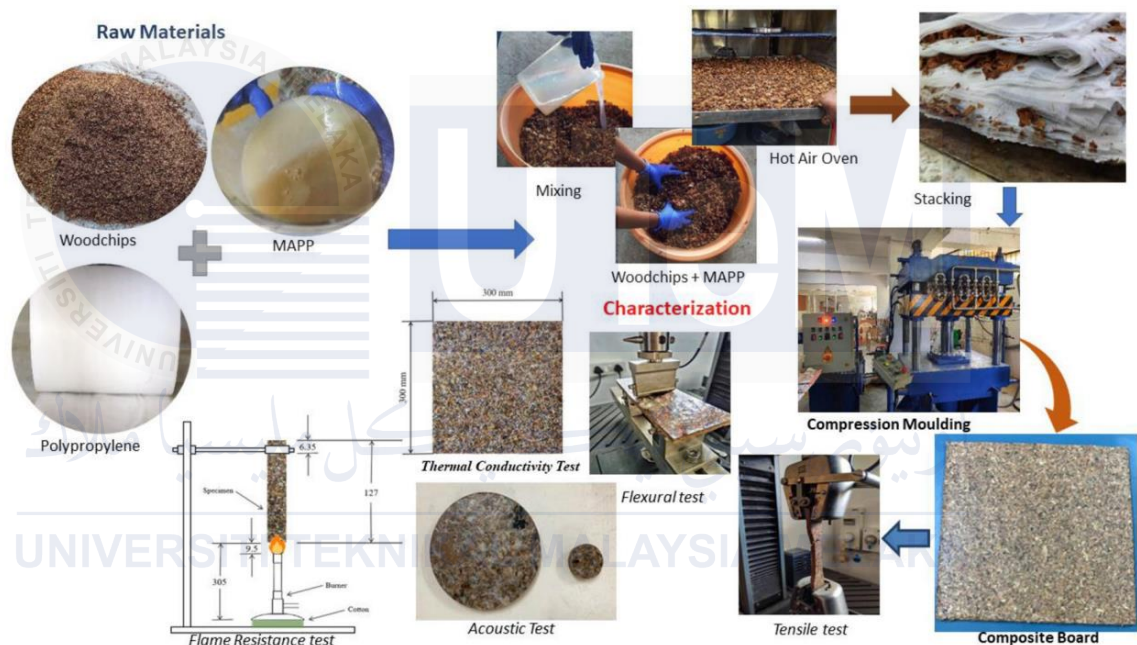 Raw Materials
Woodchips
MAPP
Polypropylene
Mixing
Woodchips + MAPP
Hot Air Oven
Stacking
Compression Moulding
Composite Board
Characterization
300 mm
300 mm
Thermal Conductivity Test
Flexural test
Tensile test
Acoustic Test
6.35
127
Specimen
9.5
305
Burner
Cotton
Flame Resistance test
UTeM
UNIVERSITI TEKNIKAL MALAYSIA MELAKA